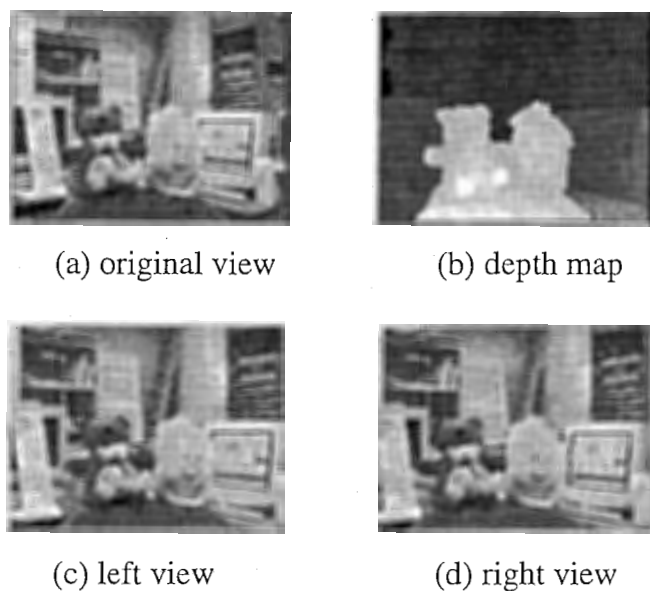 (a) original view
(b) depth map
(c) left view
(d) right view